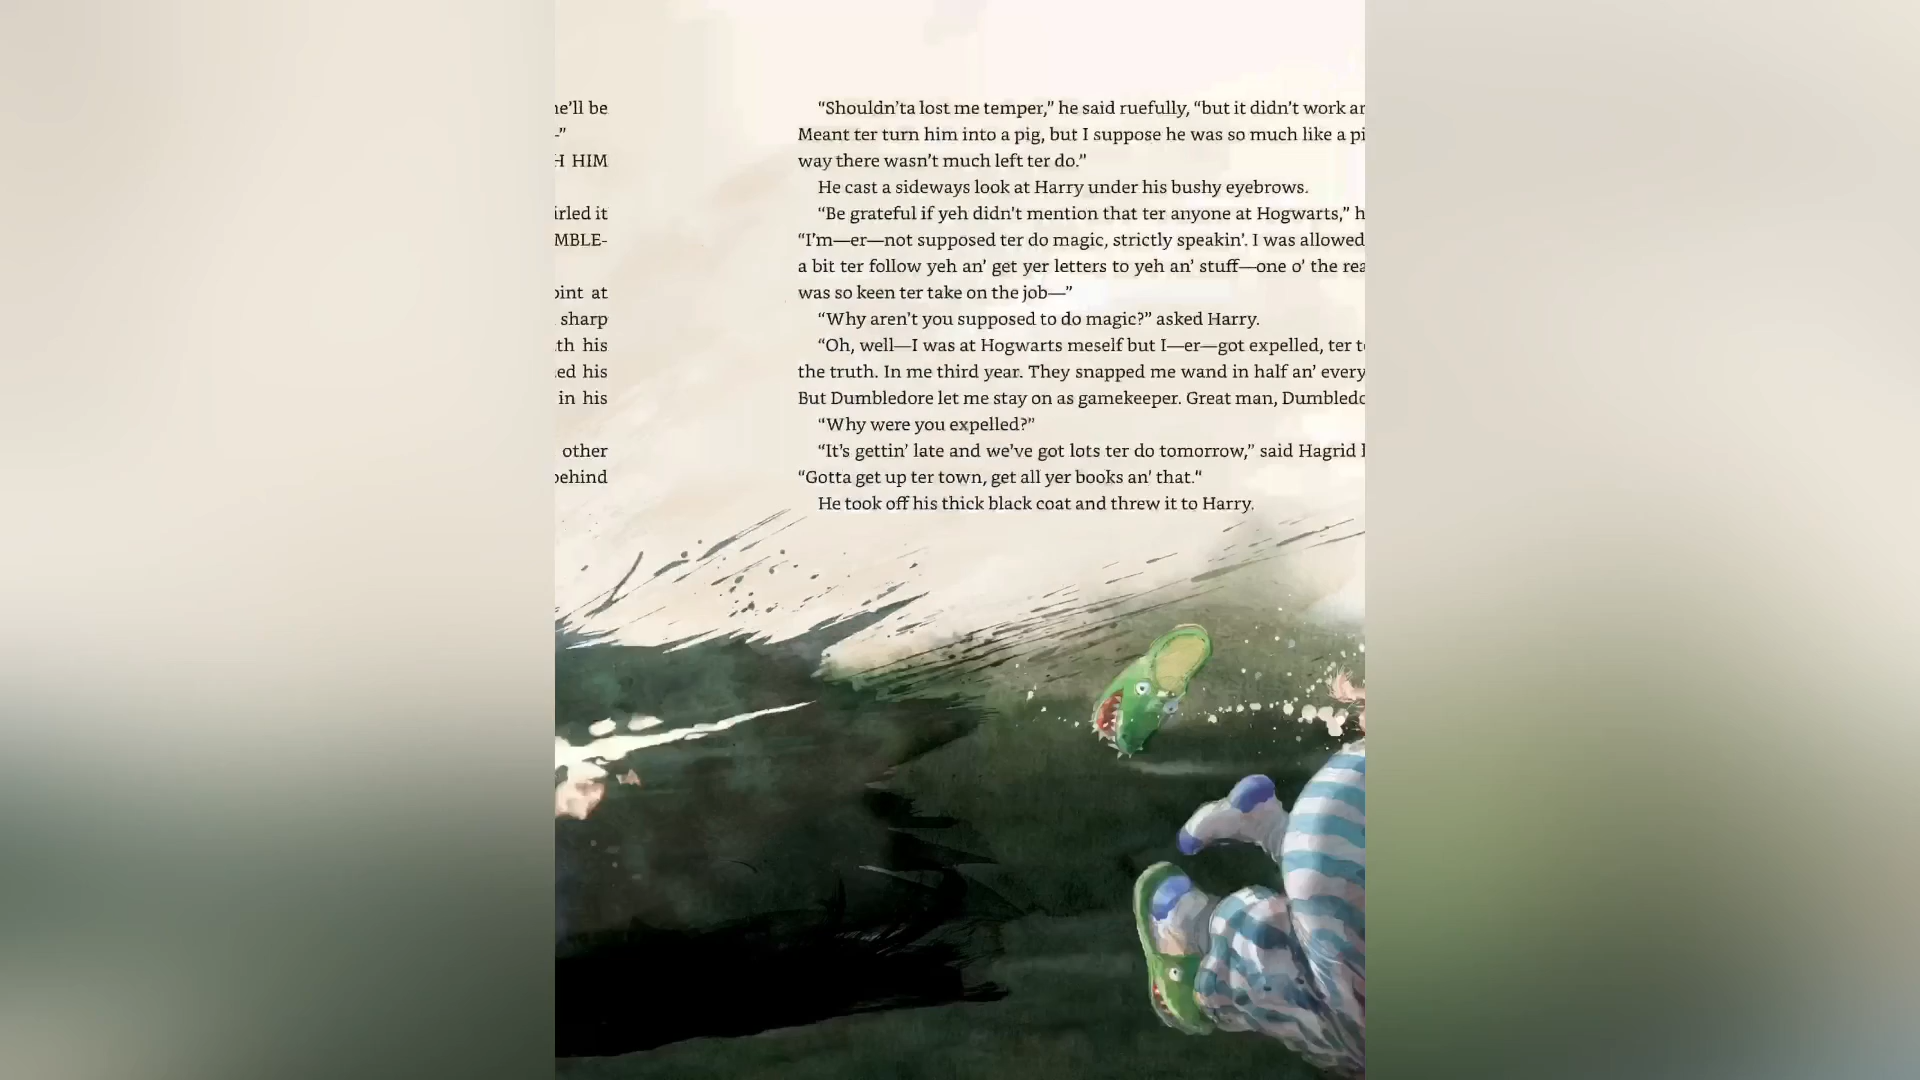 he'll be
—"
H HIM
irled it
MBLE-
oint at
sharp
th his
ed his
in his
other
behind
“Shouldn'ta lost me temper,” he said ruefully, “but it didn't work
Meant ter turn him into a pig, but I suppose he was so much like a
way there wasn't much left ter do.”
He cast a sideways look at Harry under his bushy eyebrows.
“Be grateful if yeh didn't mention that ter anyone at Hogwarts,”
“I'm—er—not supposed ter do magic, strictly speakin'. I was allowed
a bit ter follow yeh an' get yer letters to yeh an' stuff—one o' the
was so keen ter take on the job—”
“Why aren't you supposed to do magic?” asked Harry.
“Oh, well—I was at Hogwarts meself but I—er—got expelled, ter
the truth. In me third year. They snapped me wand in half an' every
But Dumbledore let me stay on as gamekeeper. Great man, Dumbledo
“Why were you expelled?”
“It's gettin' late and we've got lots ter do tomorrow,” said Hagrid
“Gotta get up ter town, get all yer books an' that.“
He took off his thick black coat and threw it to Harry.